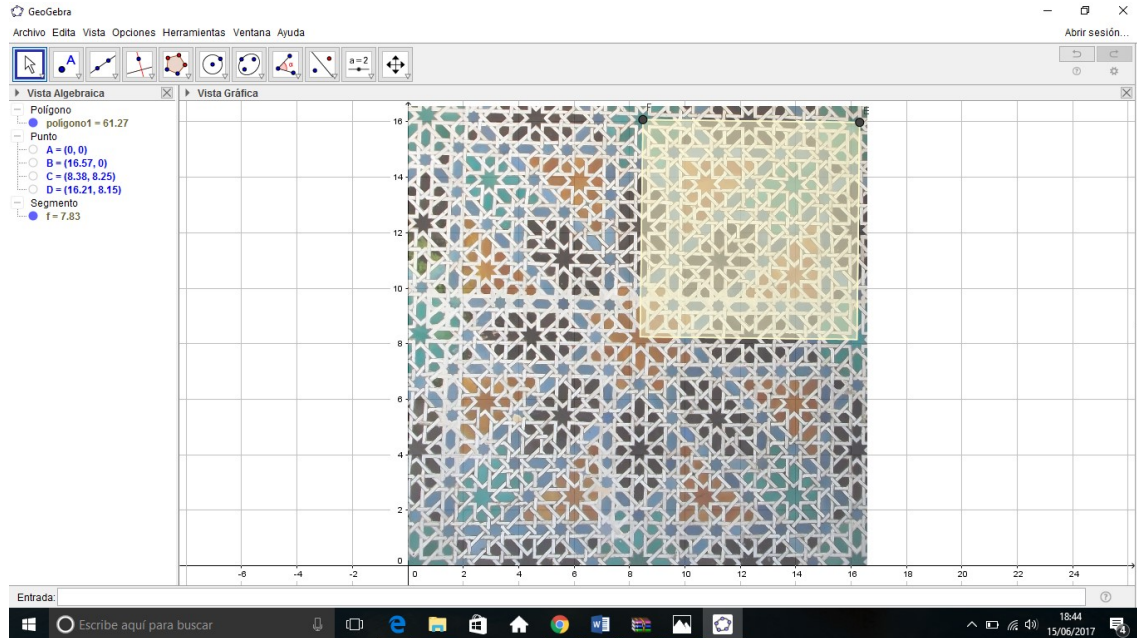 GeoGebra
Archivo Edita Vista Opciones Herramientas Ventana Ayuda
Abrir sesión...
A
a=2
Vista Algebraica
Vista Gráfica
Polígono
polígono1 = 61.27
Punto
A = (0, 0)
B = (16.57, 0)
C = (8.38, 8.25)
D = (16.21, 8.15)
Segmento
f = 7.83
16
14
12
10
8
6
4
2
0
-6 -4 -2 0 2 4 6 8 10 12 14 16 18 20 22 24
Entrada:
Escribe aquí para buscar
18:44
15/06/2017
4